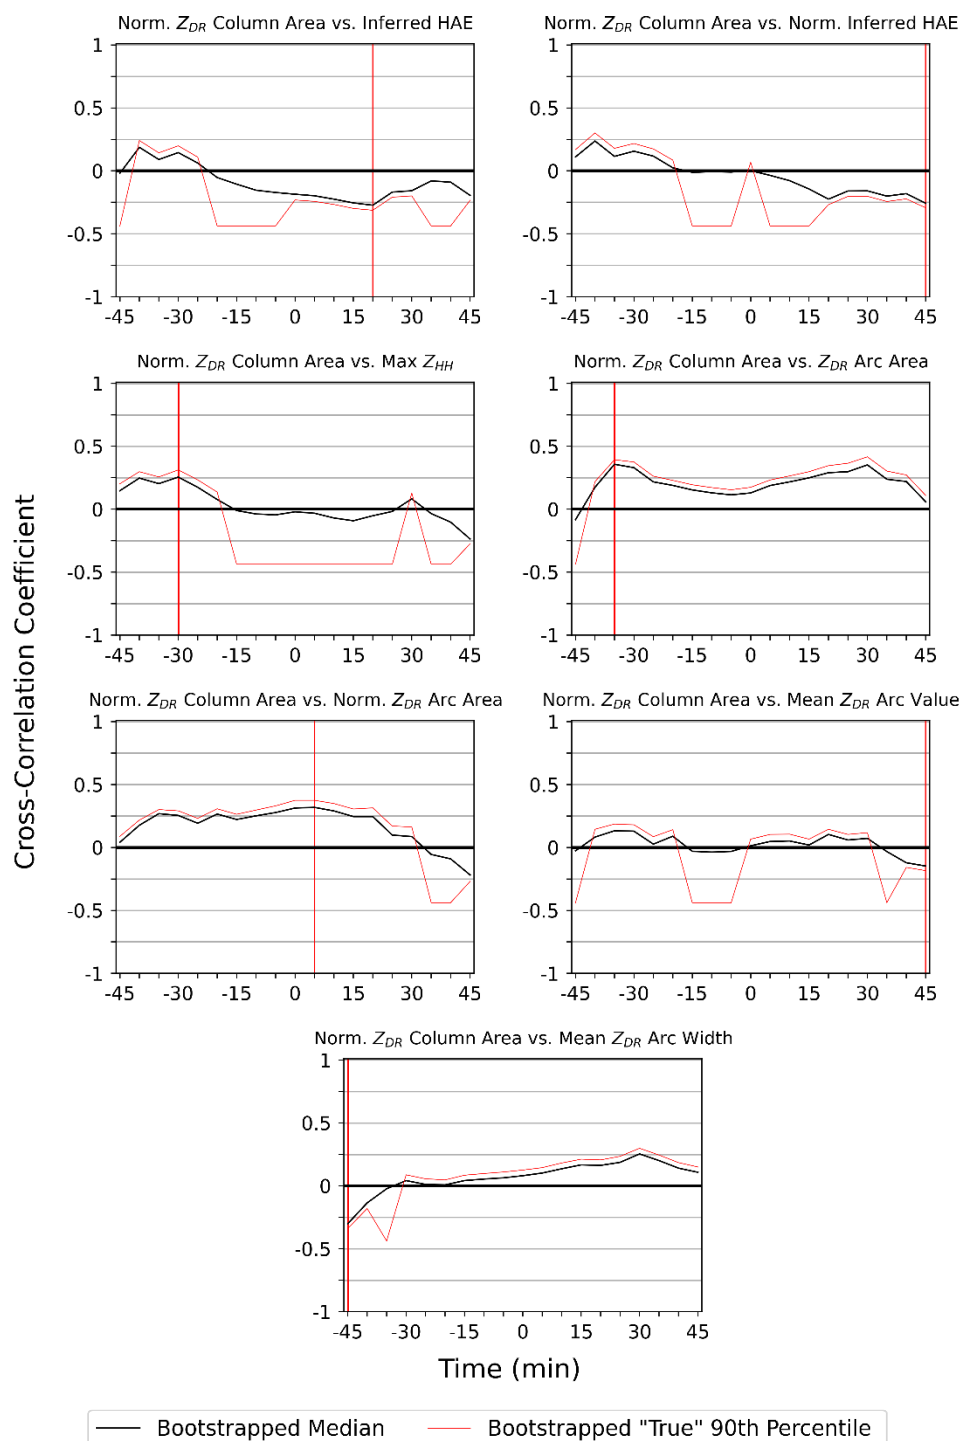 Norm. Z_DR Column Area vs. Inferred HAE
1
0.5
0
-0.5
-1
-45 -30 -15 0 15 30 45
Norm. Z_DR Column Area vs. Norm. Inferred HAE
1
0.5
0
-0.5
-1
-45 -30 -15 0 15 30 45
Norm. Z_DR Column Area vs. Max Z_HH
1
0.5
0
-0.5
-1
-45 -30 -15 0 15 30 45
Norm. Z_DR Column Area vs. Z_DR Arc Area
1
0.5
0
-0.5
-1
-45 -30 -15 0 15 30 45
Cross-Correlation Coefficient
Norm. Z_DR Column Area vs. Norm. Z_DR Arc Area
1
0.5
0
-0.5
-1
-45 -30 -15 0 15 30 45
Norm. Z_DR Column Area vs. Mean Z_DR Arc Value
1
0.5
0
-0.5
-1
-45 -30 -15 0 15 30 45
Norm. Z_DR Column Area vs. Mean Z_DR Arc Width
1
0.5
0
-0.5
-1
-45 -30 -15 0 15 30 45
Time (min)
Bootstrapped Median
Bootstrapped "True" 90th Percentile